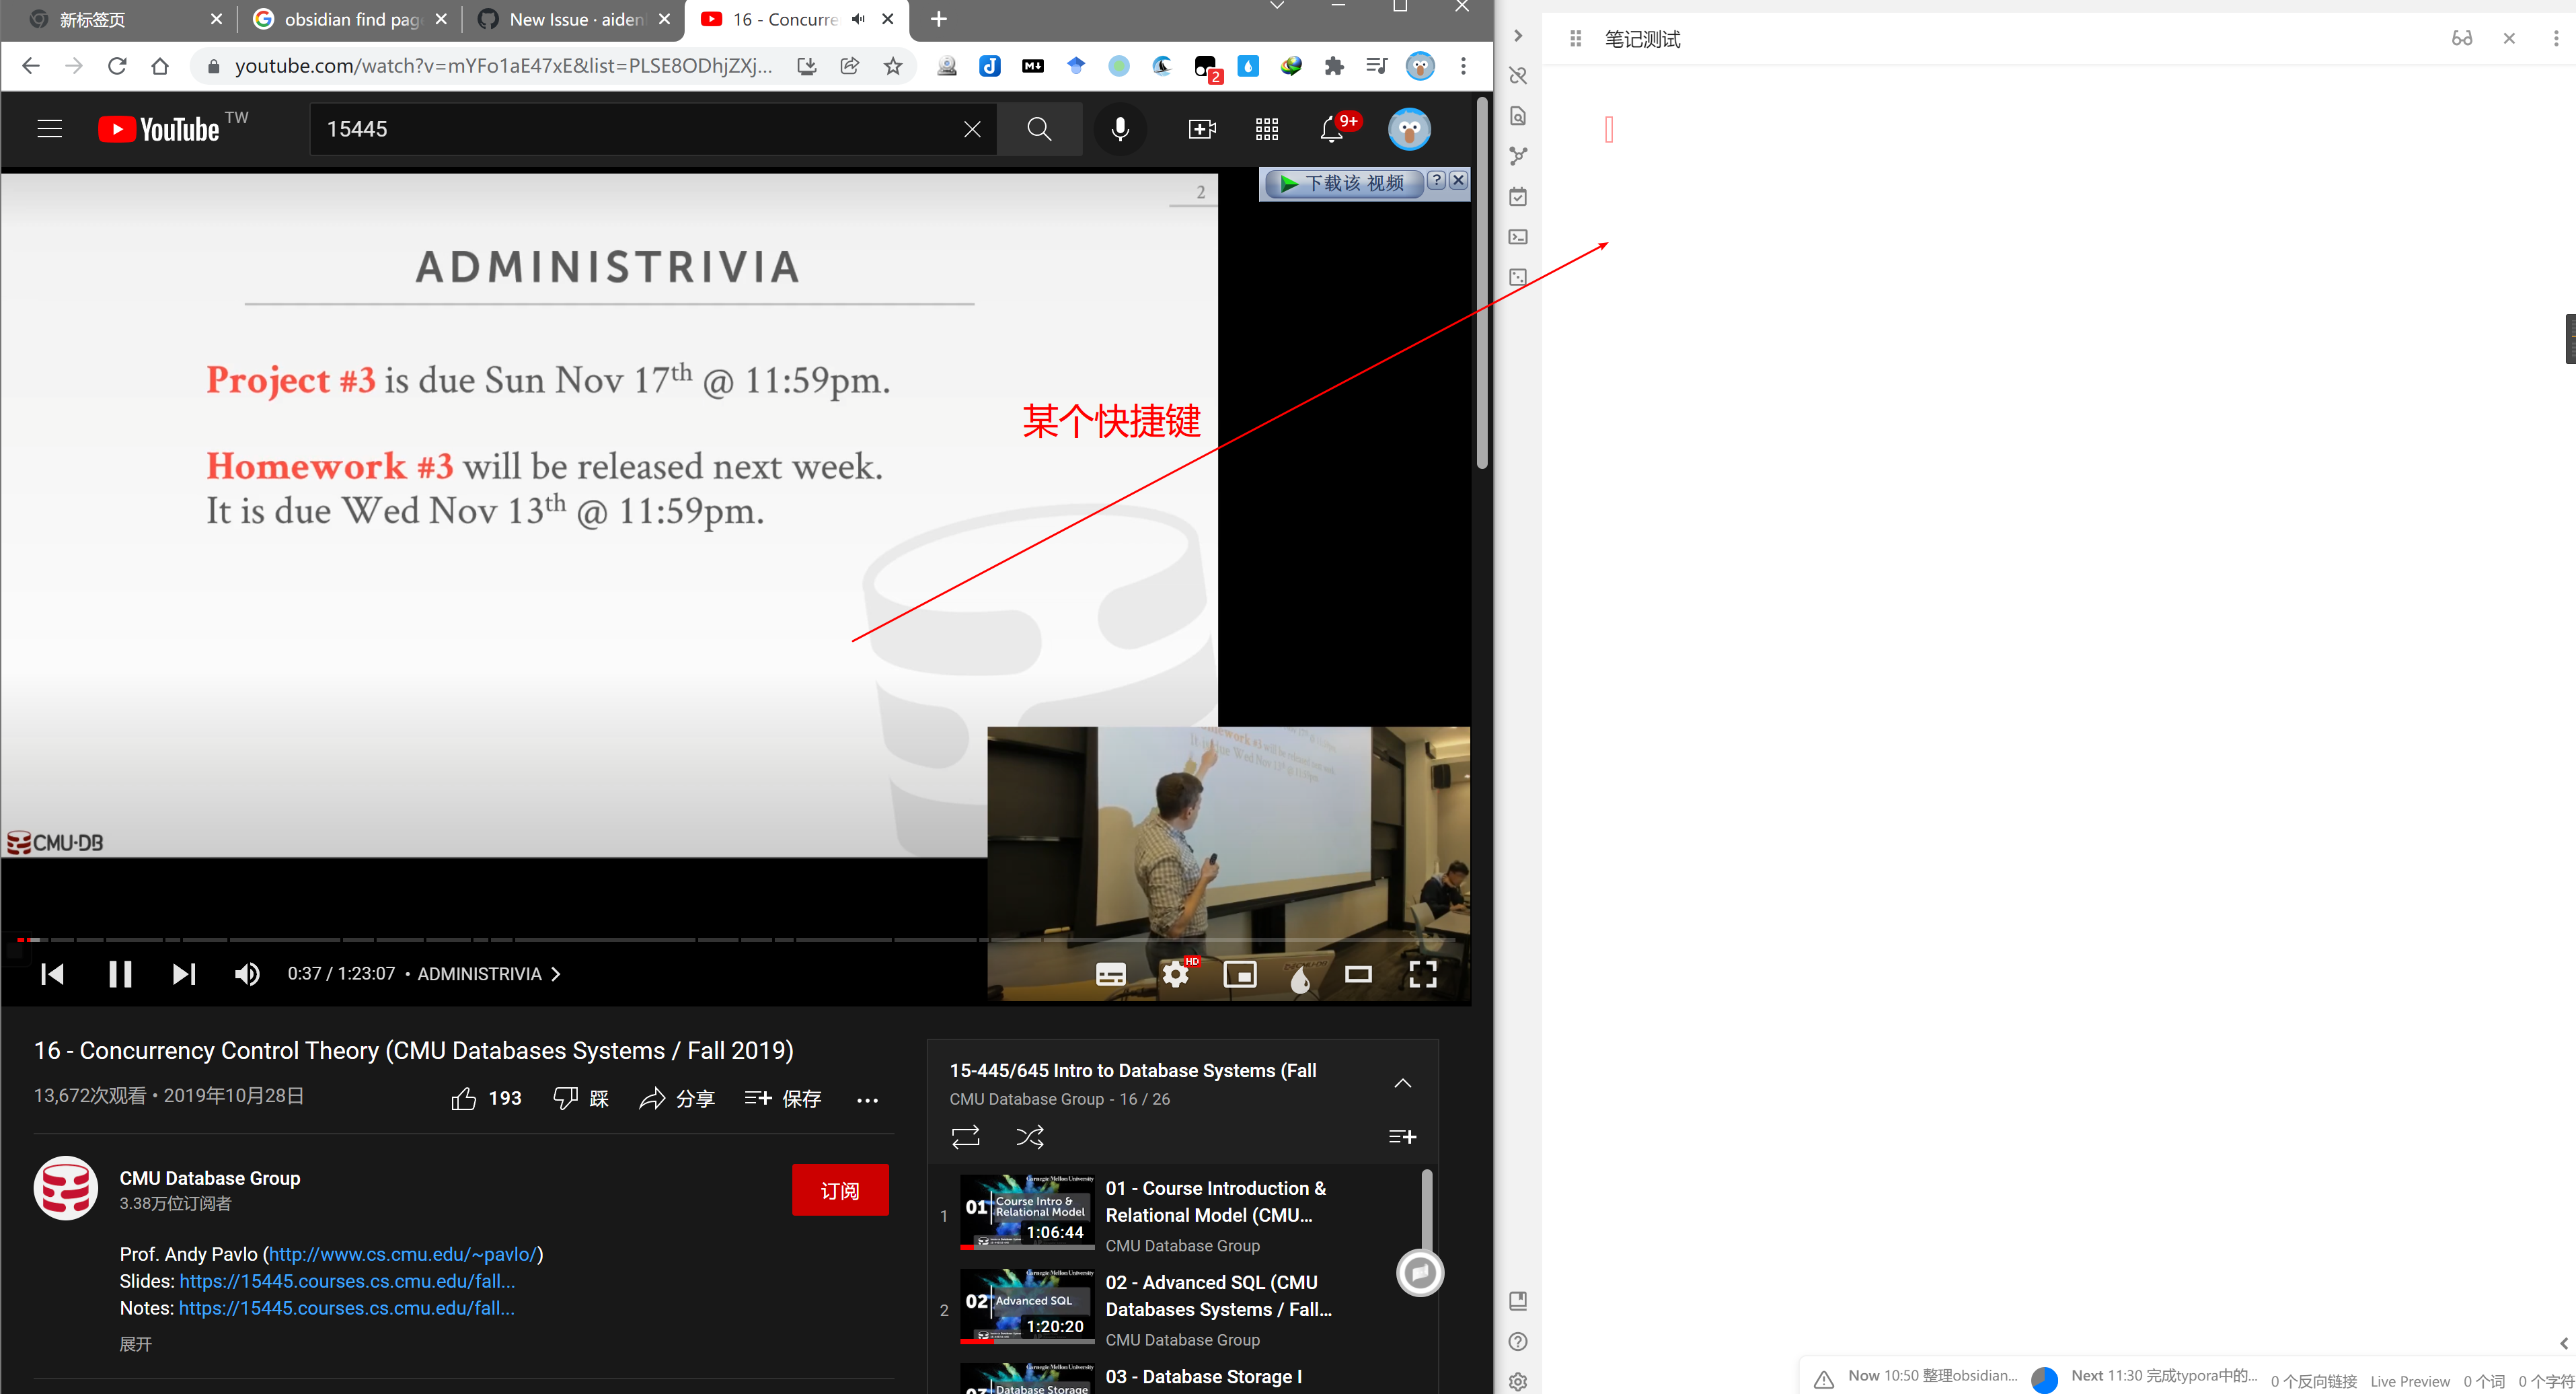 新标签页
obsidian find pag
New Issue · aidenl
16 - Concurre
youtube.com/watch?v=mYFo1aE47xE&list=PLSE8ODhjZXj...
2
YouTube TW
15445
9+
笔记测试
下载该 视频
2
ADMINISTRIVIA
Project #3 is due Sun Nov 17th @ 11:59pm.
某个快捷键
Homework #3 will be released next week.
It is due Wed Nov 13th @ 11:59pm.
CMU·DB
0:37 / 1:23:07 • ADMINISTRIVIA
HD
16 - Concurrency Control Theory (CMU Databases Systems / Fall 2019)
13,672次观看 • 2019年10月28日
193
踩
分享
保存
CMU Database Group
3.38万位订阅者
订阅
Prof. Andy Pavlo (http://www.cs.cmu.edu/~pavlo/)
Slides: https://15445.courses.cs.cmu.edu/fall...
Notes: https://15445.courses.cs.cmu.edu/fall...
展开
15-445/645 Intro to Database Systems (Fall
CMU Database Group - 16 / 26
1
01 Course Intro & Relational Model
1:06:44
01 - Course Introduction &
Relational Model (CMU...
CMU Database Group
2
02 Advanced SQL
1:20:20
02 - Advanced SQL (CMU
Databases Systems / Fall...
CMU Database Group
Database Storage
03 - Database Storage I
Now 10:50 整理obsidian...
Next 11:30 完成typora中的...
0 个反向链接
Live Preview
0 个词
0 个字符